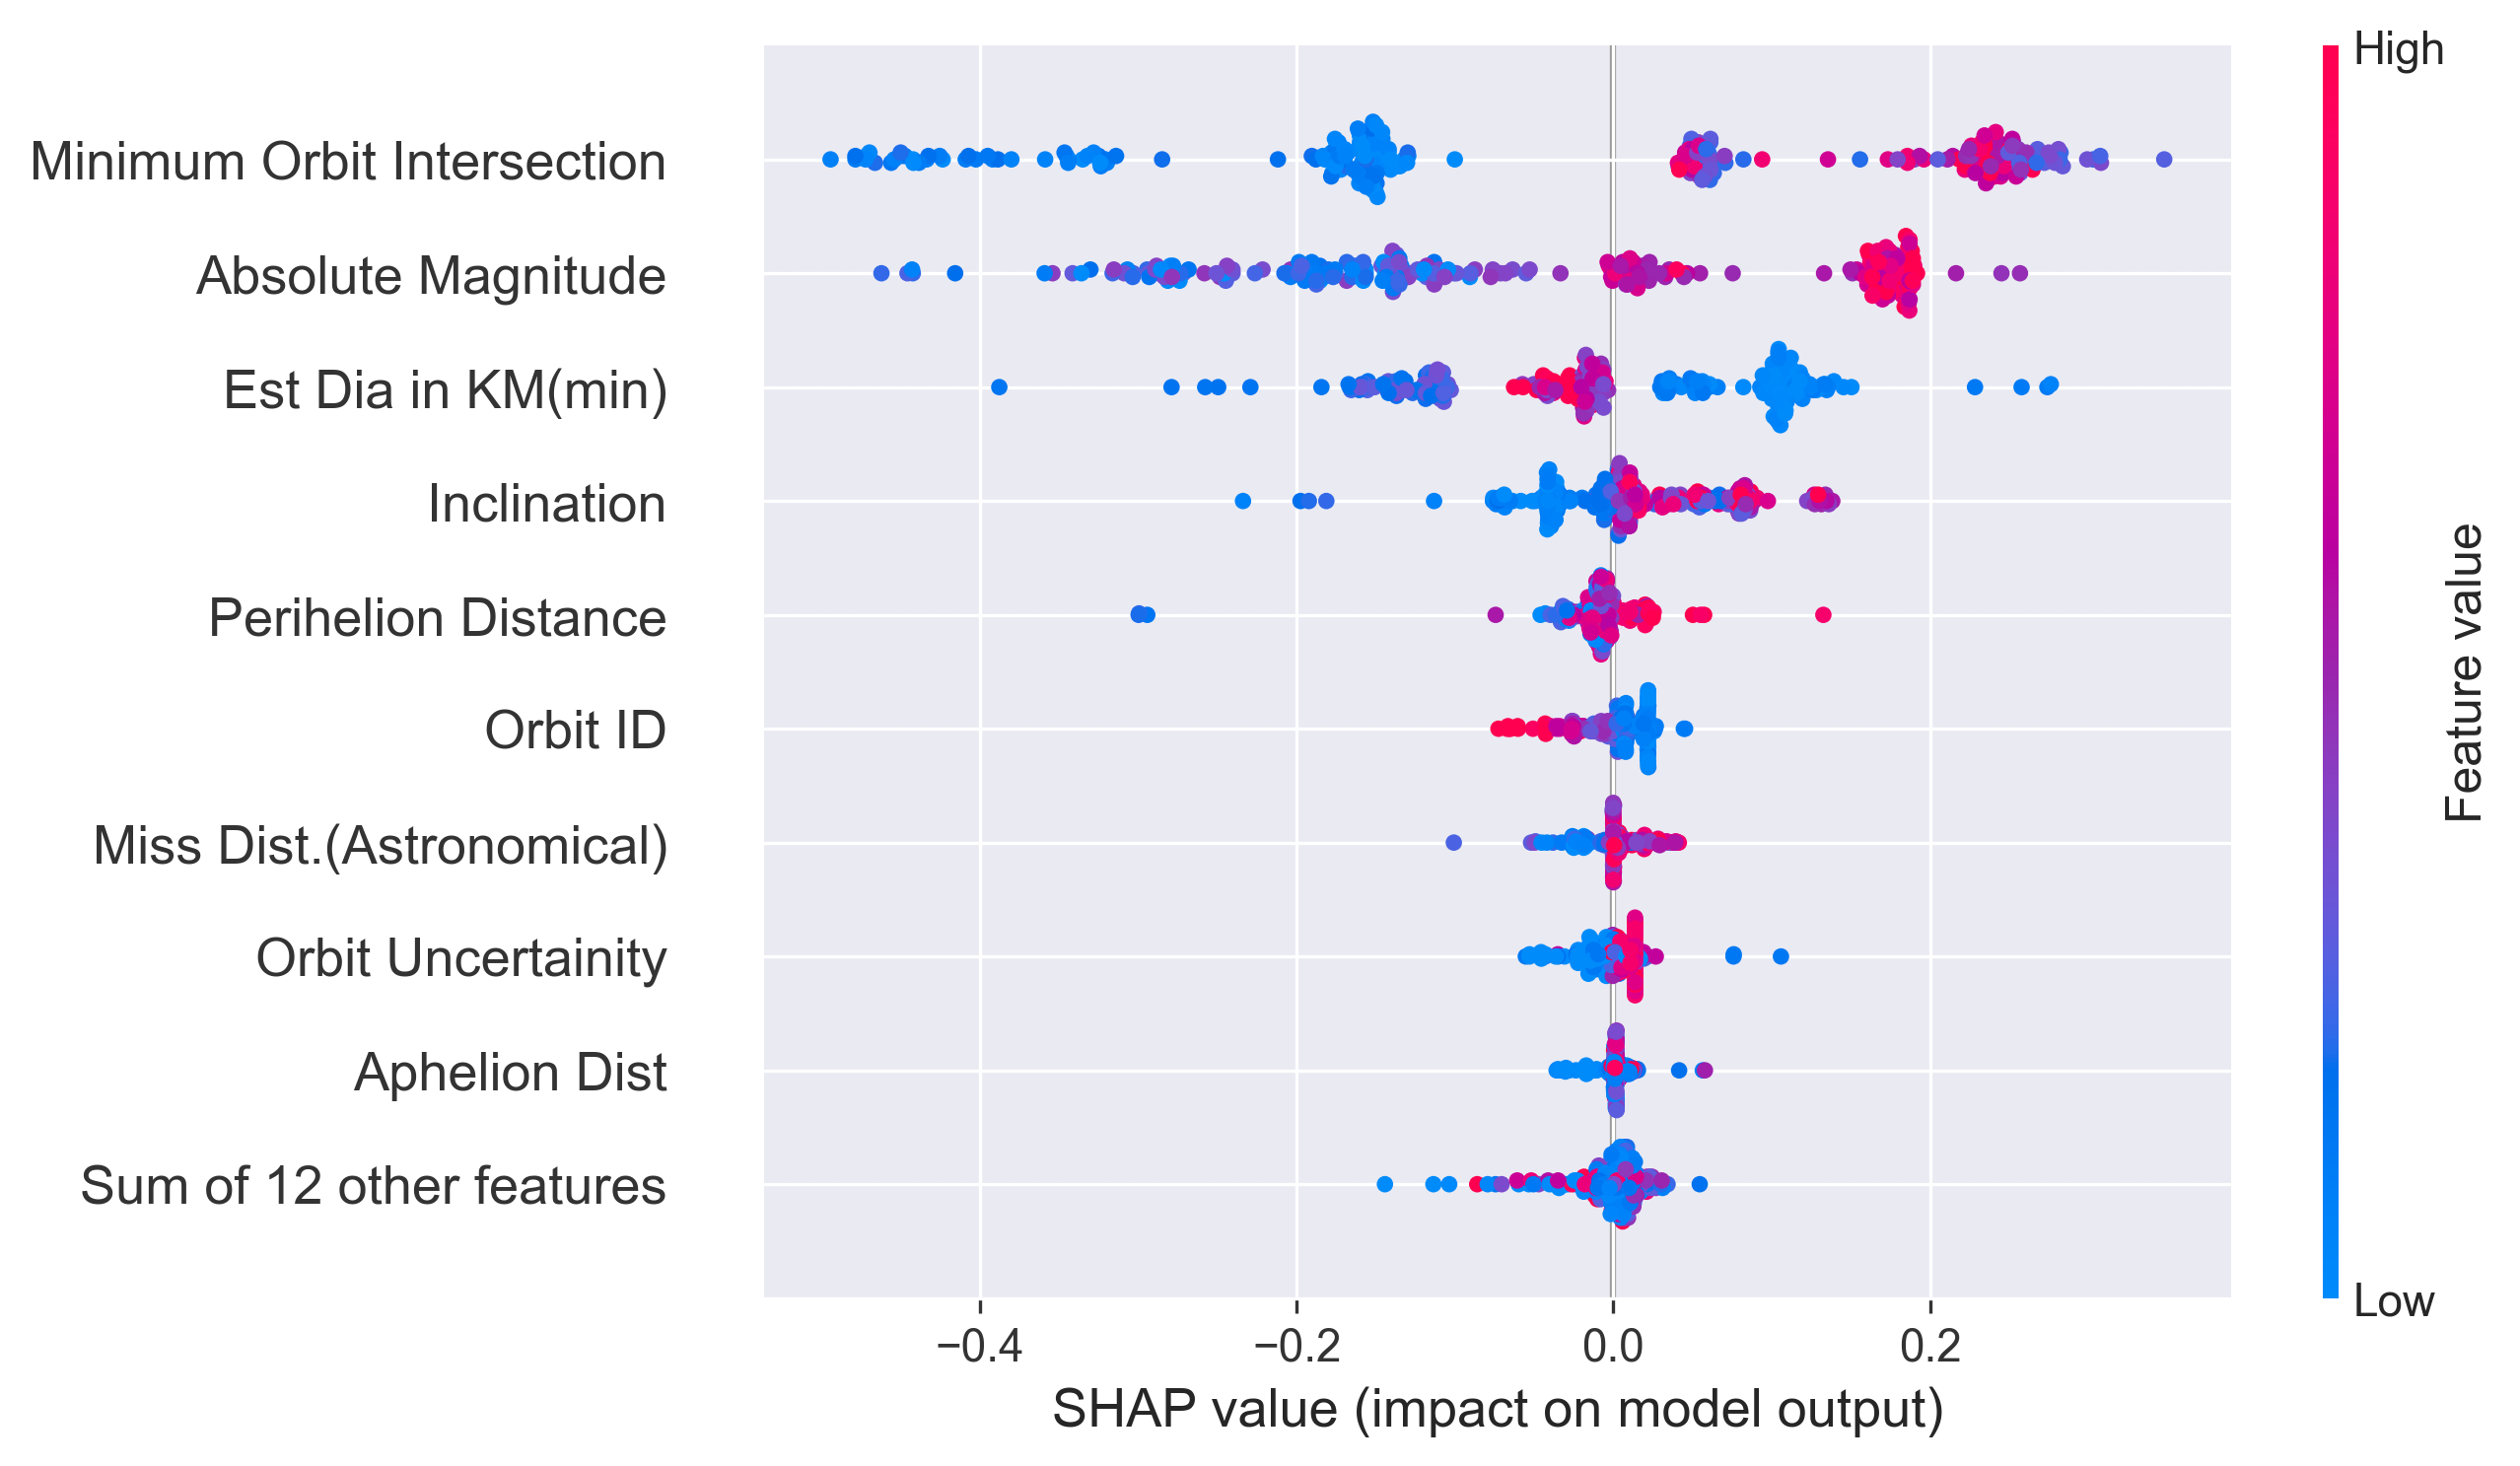 High
Minimum Orbit Intersection
Absolute Magnitude
Est Dia in KM(min)
Inclination
Perihelion Distance
Orbit ID
Miss Dist.(Astronomical)
Orbit Uncertainity
Aphelion Dist
Sum of 12 other features
Feature value
Low
−0.4 −0.2 0.0 0.2
SHAP value (impact on model output)